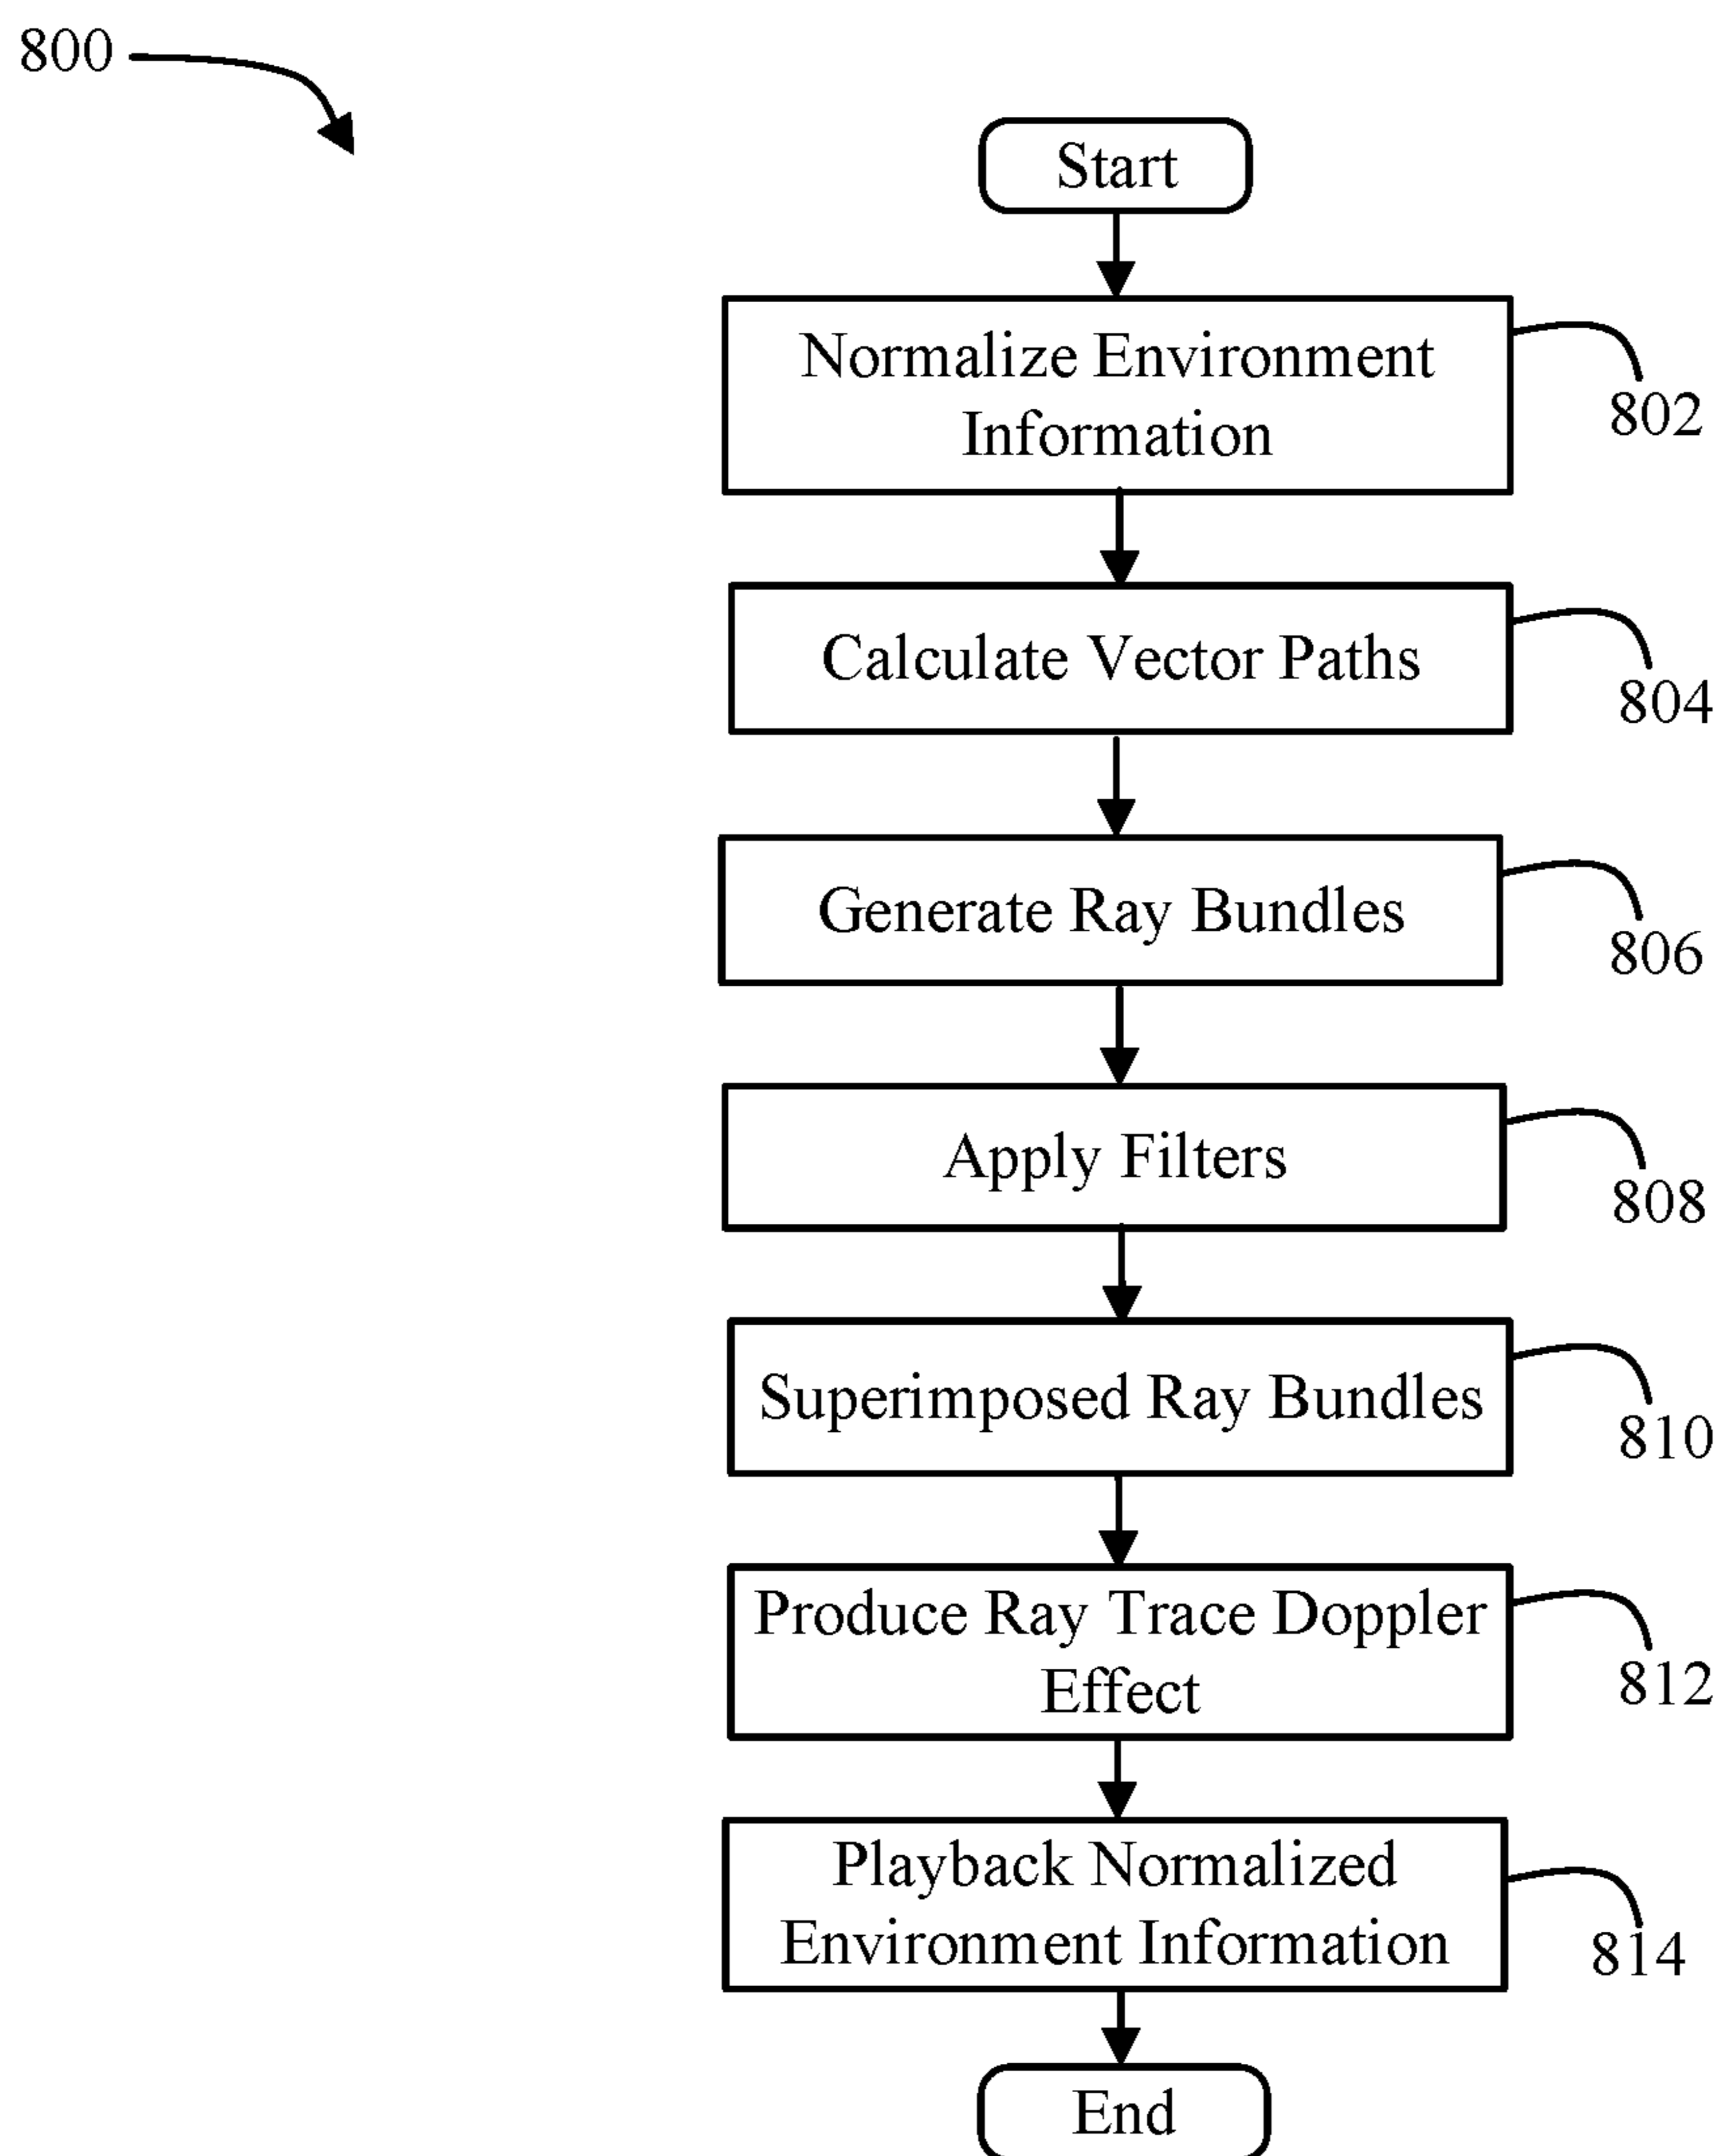 800
Start
Normalize Environment
Information
802
Calculate Vector Paths
804
Generate Ray Bundles
806
Apply Filters
808
Superimposed Ray Bundles
810
Produce Ray Trace Doppler
Effect
812
Playback Normalized
Environment Information
814
End